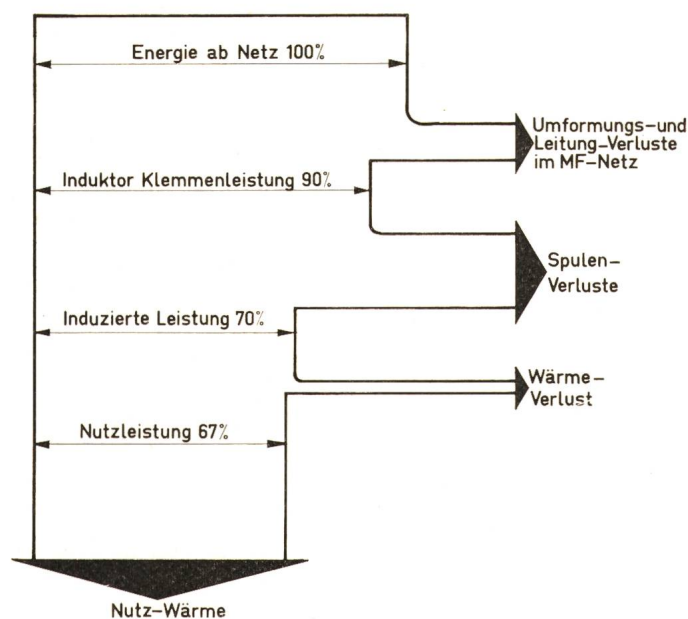 Energie ab Netz 100%
Umformungs-und
Leitung-Verluste
im MF-Netz
Induktor Klemmenleistung 90%
Spulen-
Verluste
Induzierte Leistung 70%
Wärme-
Verlust
Nutzleistung 67%
Nutz-Wärme